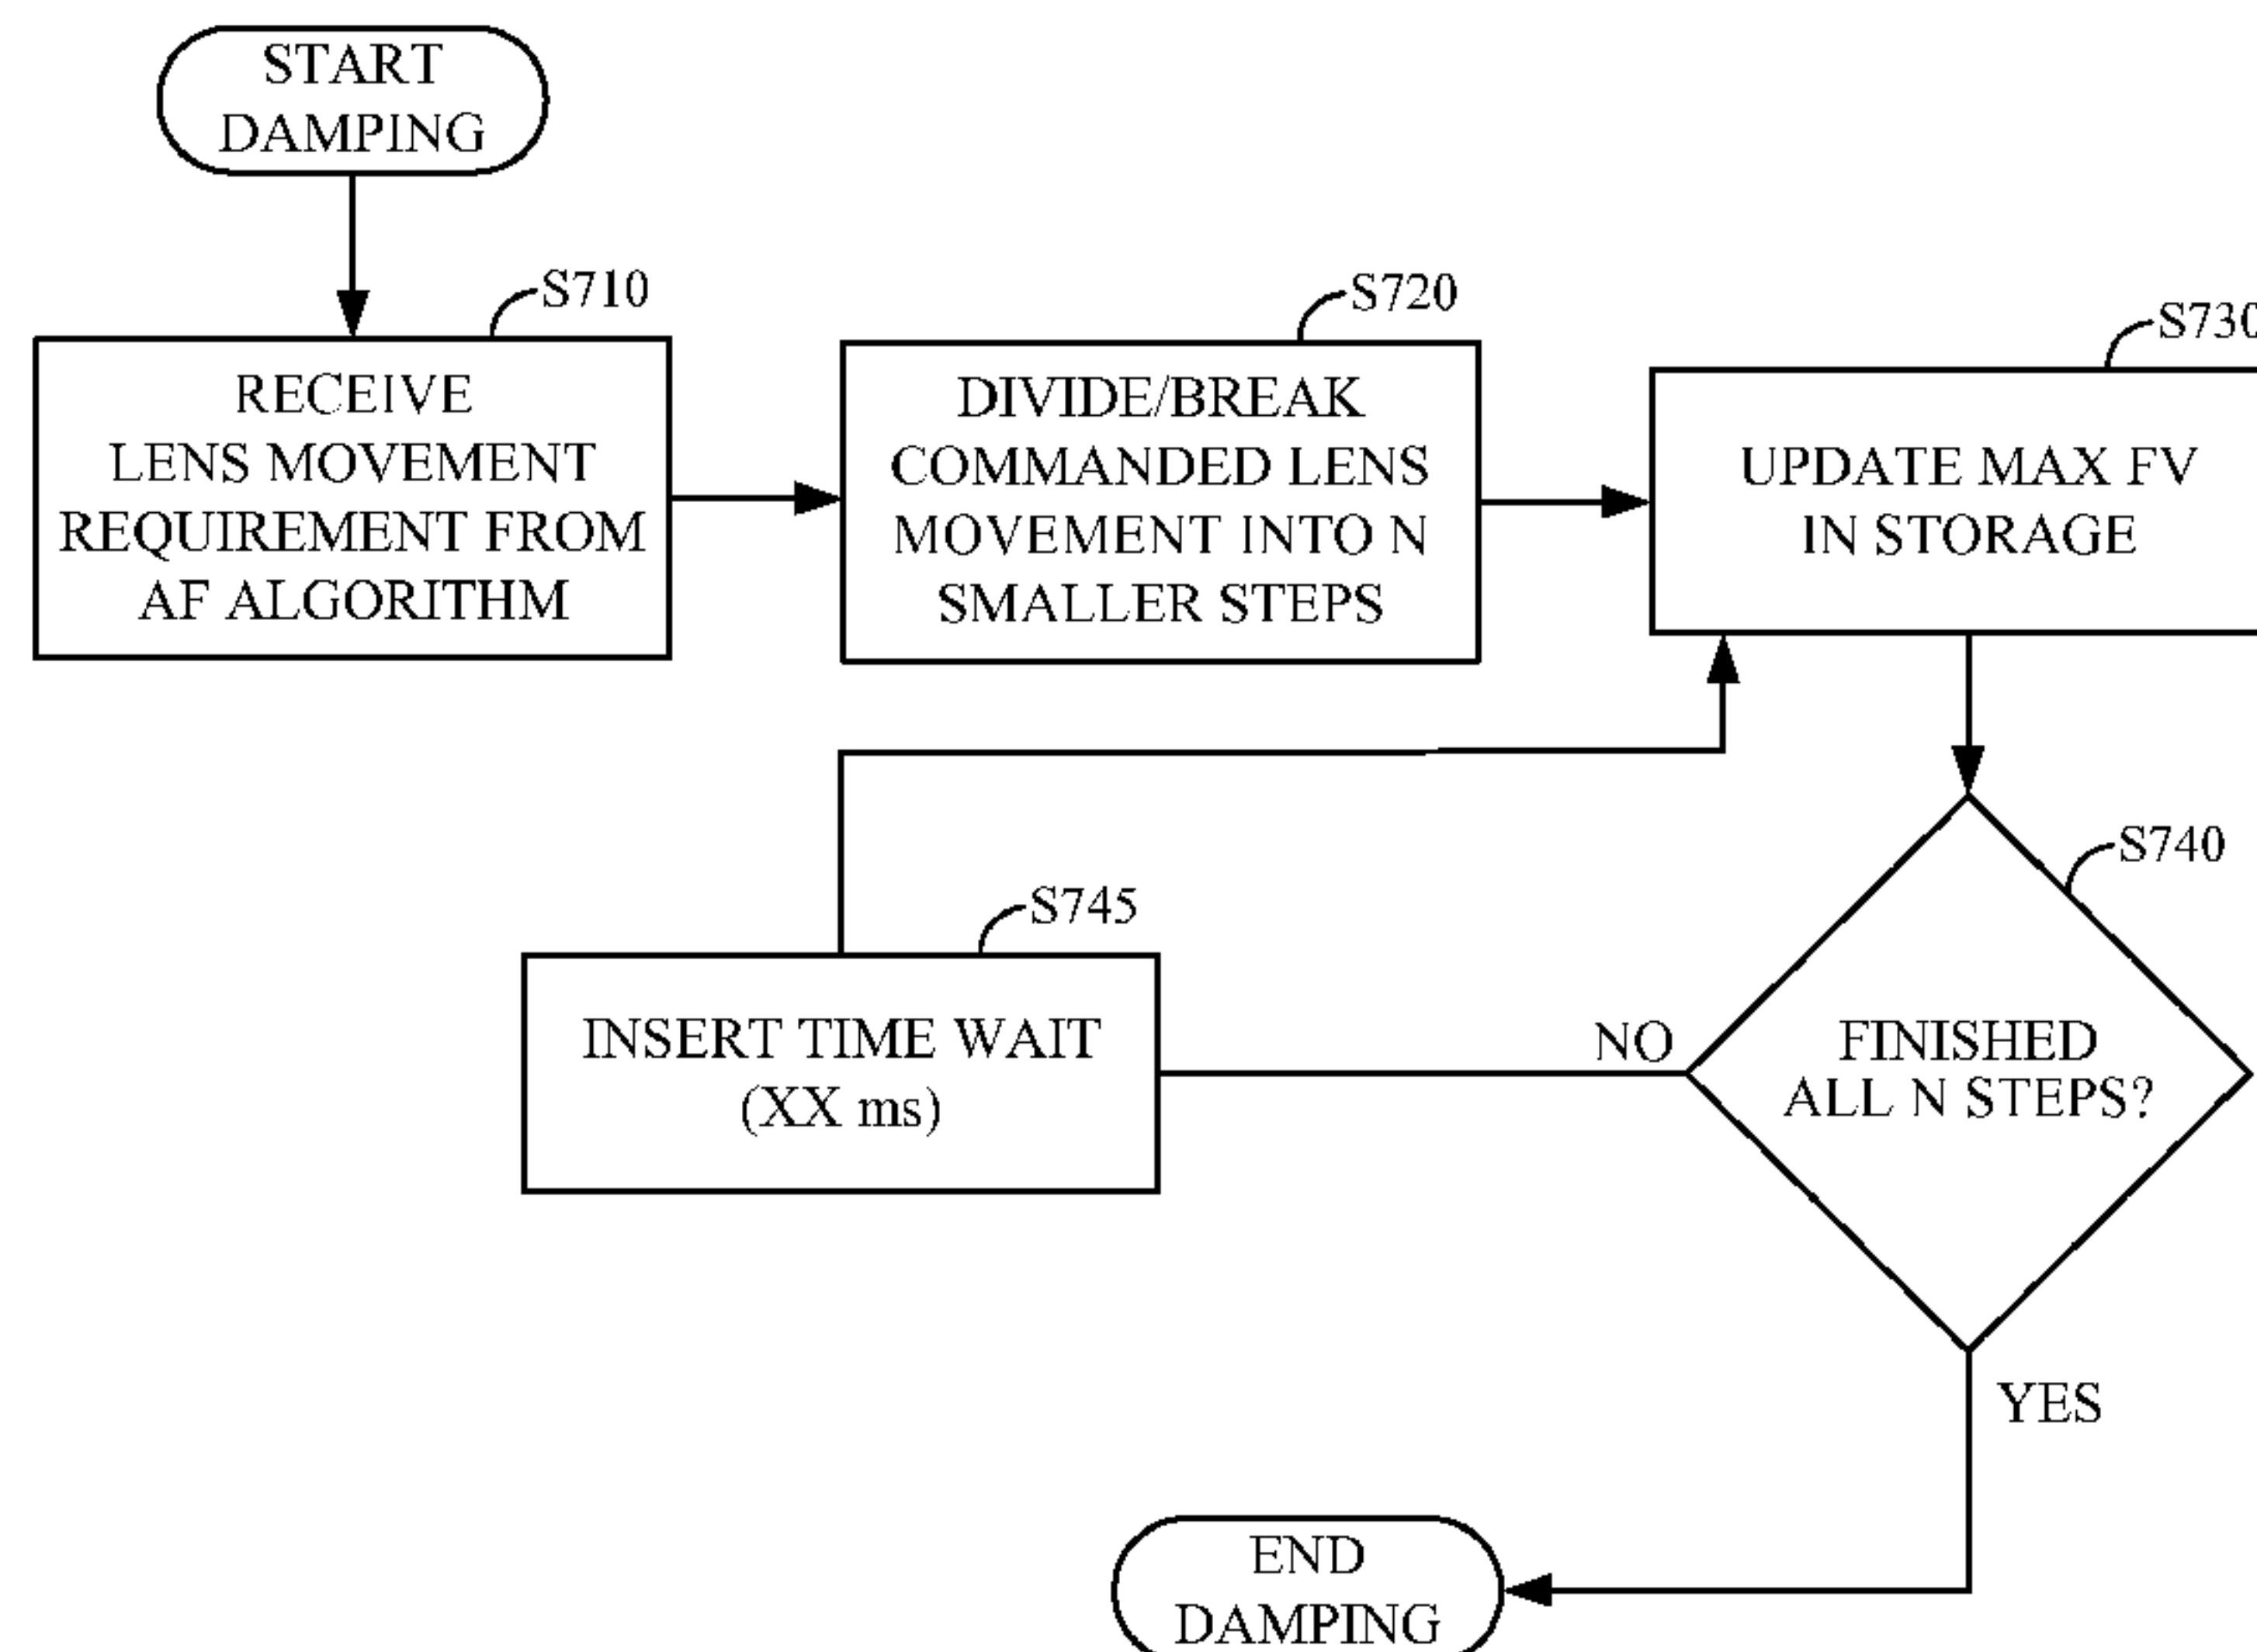 START
DAMPING
S710
RECEIVE
LENS MOVEMENT
REQUIREMENT FROM
AF ALGORITHM
S720
DIVIDE/BREAK
COMMANDED LENS
MOVEMENT INTO N
SMALLER STEPS
S730
UPDATE MAX FV
IN STORAGE
S740
FINISHED
ALL N STEPS?
NO
S745
INSERT TIME WAIT
(XX ms)
YES
END
DAMPING